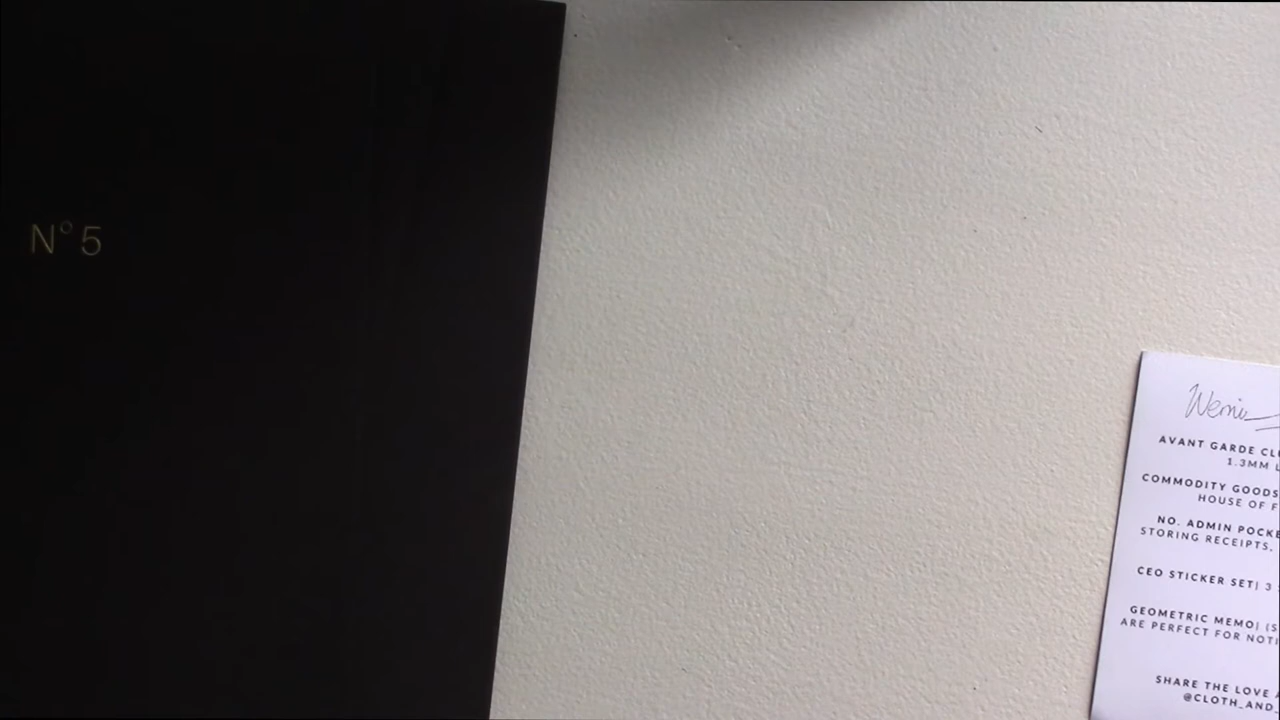 N°5
AVANT GARDE CL
1.3MM L
COMMODITY GOODS
HOUSE OF F
NO. ADMIN POCKE
STORING RECEIPTS,
CEO STICKER SET| 3
GEOMETRIC MEMO| (S
ARE PERFECT FOR NOTI
SHARE THE LOVE A
@CLOTH_AND_